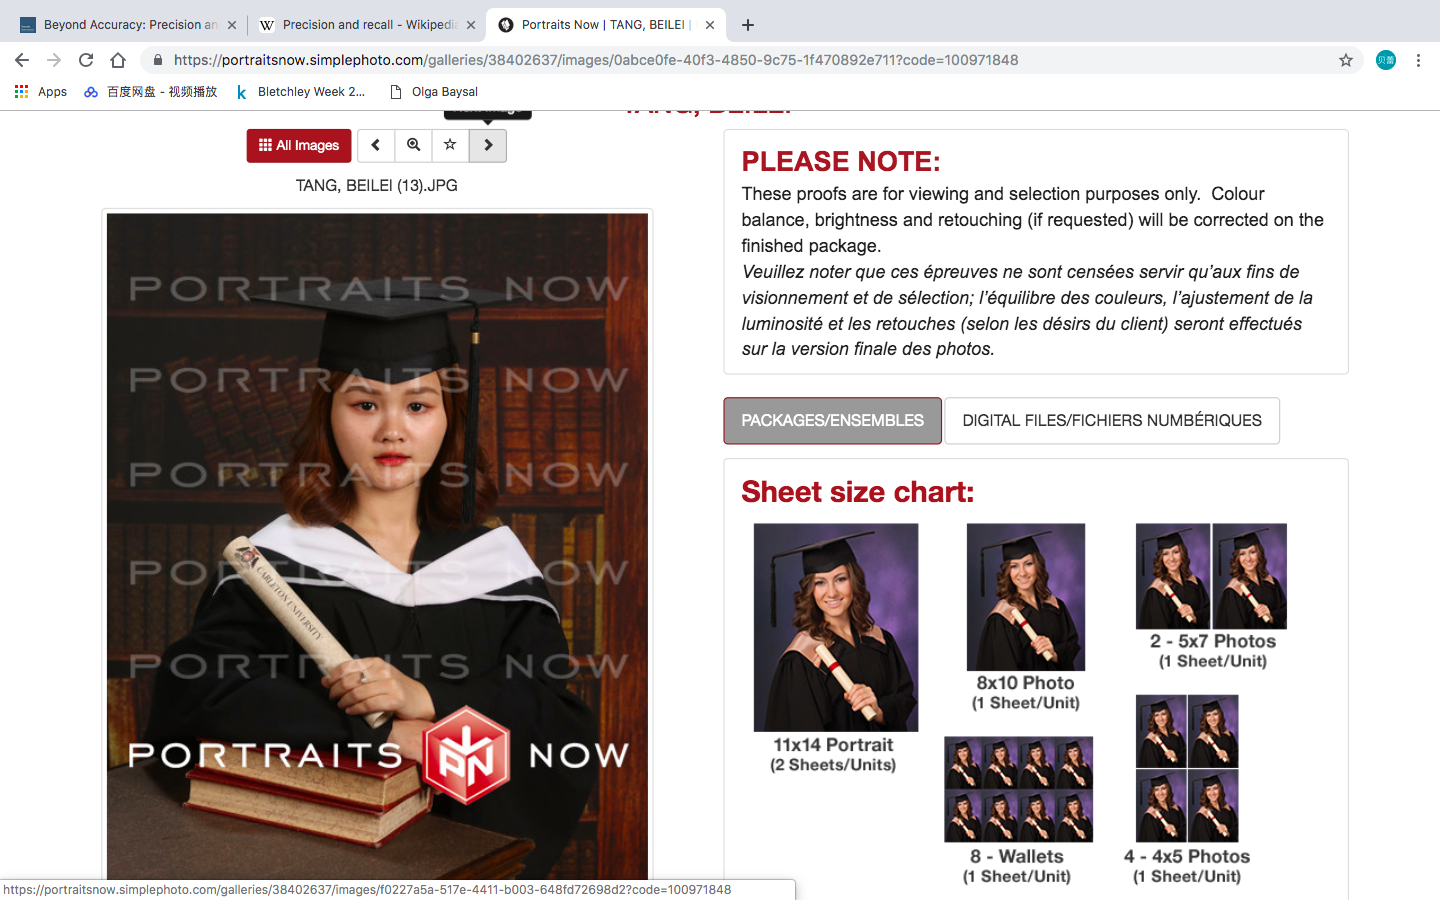 Beyond Accuracy: Precision an
Precision and recall - Wikipedia
Portraits Now | TANG, BEILEI |
https://portraitsnow.simplephoto.com/galleries/38402637/images/0abce0fe-40f3-4850-9c75-1f470892e711?code=100971848
贝蕾
Apps
百度网盘 - 视频播放
Bletchley Week 2...
Olga Baysal
TANG, BEILEI
All Images
TANG, BEILEI (13).JPG
PORTRAITS NOW
PORTRAITS NOW
PORTRAITS NOW
PORTRAITS NOW
CARLETON UNIVERSITY
PORTRAITS NOW
PORTRAITS PN NOW
PLEASE NOTE:
These proofs are for viewing and selection purposes only. Colour
balance, brightness and retouching (if requested) will be corrected on the
finished package.
Veuillez noter que ces épreuves ne sont censées servir qu’aux fins de
visionnement et de sélection; l’équilibre des couleurs, l’ajustement de la
luminosité et les retouches (selon les désirs du client) seront effectués
sur la version finale des photos.
PACKAGES/ENSEMBLES
DIGITAL FILES/FICHIERS NUMBÉRIQUES
Sheet size chart:
11x14 Portrait
(2 Sheets/Units)
8x10 Photo
(1 Sheet/Unit)
2 - 5x7 Photos
(1 Sheet/Unit)
8 - Wallets
(1 Sheet/Unit)
4 - 4x5 Photos
(1 Sheet/Unit)
https://portraitsnow.simplephoto.com/galleries/38402637/images/f0227a5a-517e-4411-b003-648fd72698d2?code=100971848